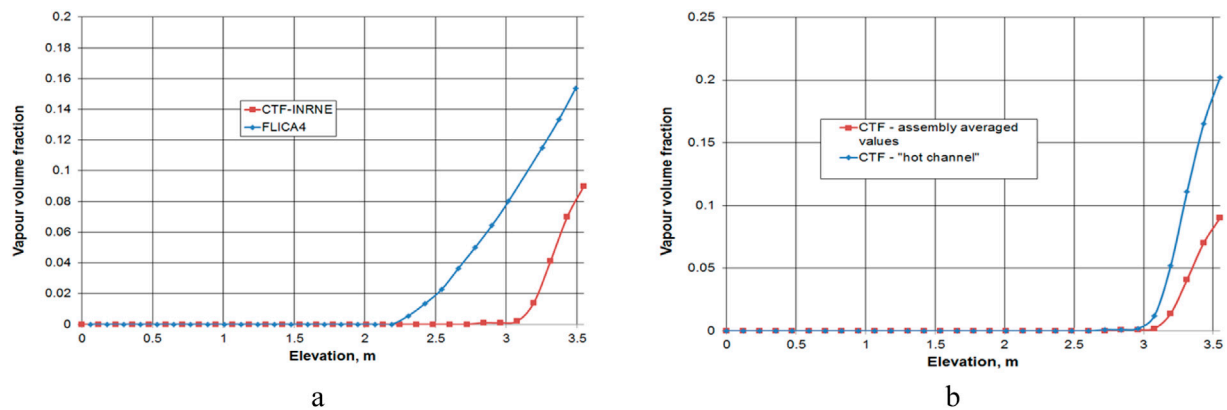 0.2
0.18
0.16
0.14
0.12
0.1
0.08
0.06
0.04
0.02
0
Vapour volume fraction
CTF-INRNE
FLICA4
0 0.5 1 1.5 2 2.5 3 3.5
Elevation, m
a
0.25
0.2
0.15
0.1
0.05
0
Vapour volume fraction
CTF - assembly averaged
values
CTF - "hot channel"
0 0.5 1 1.5 2 2.5 3 3.5
Elevation, m
b